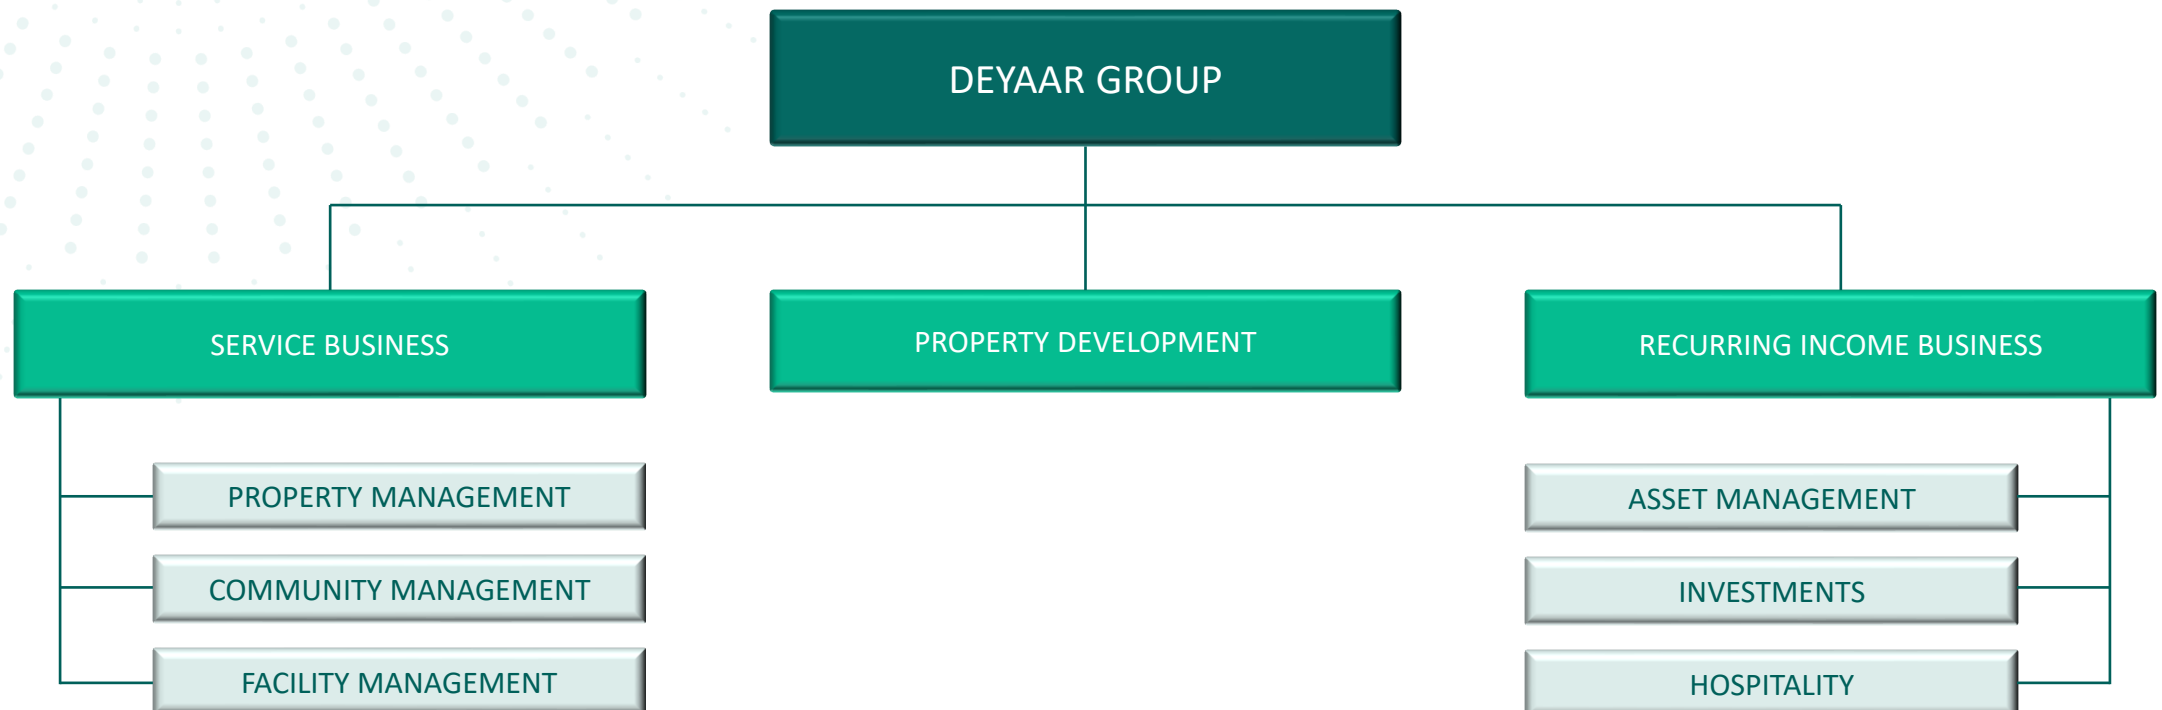 DEYAAR GROUP
SERVICE BUSINESS
PROPERTY DEVELOPMENT
RECURRING INCOME BUSINESS
PROPERTY MANAGEMENT
COMMUNITY MANAGEMENT
FACILITY MANAGEMENT
ASSET MANAGEMENT
INVESTMENTS
HOSPITALITY